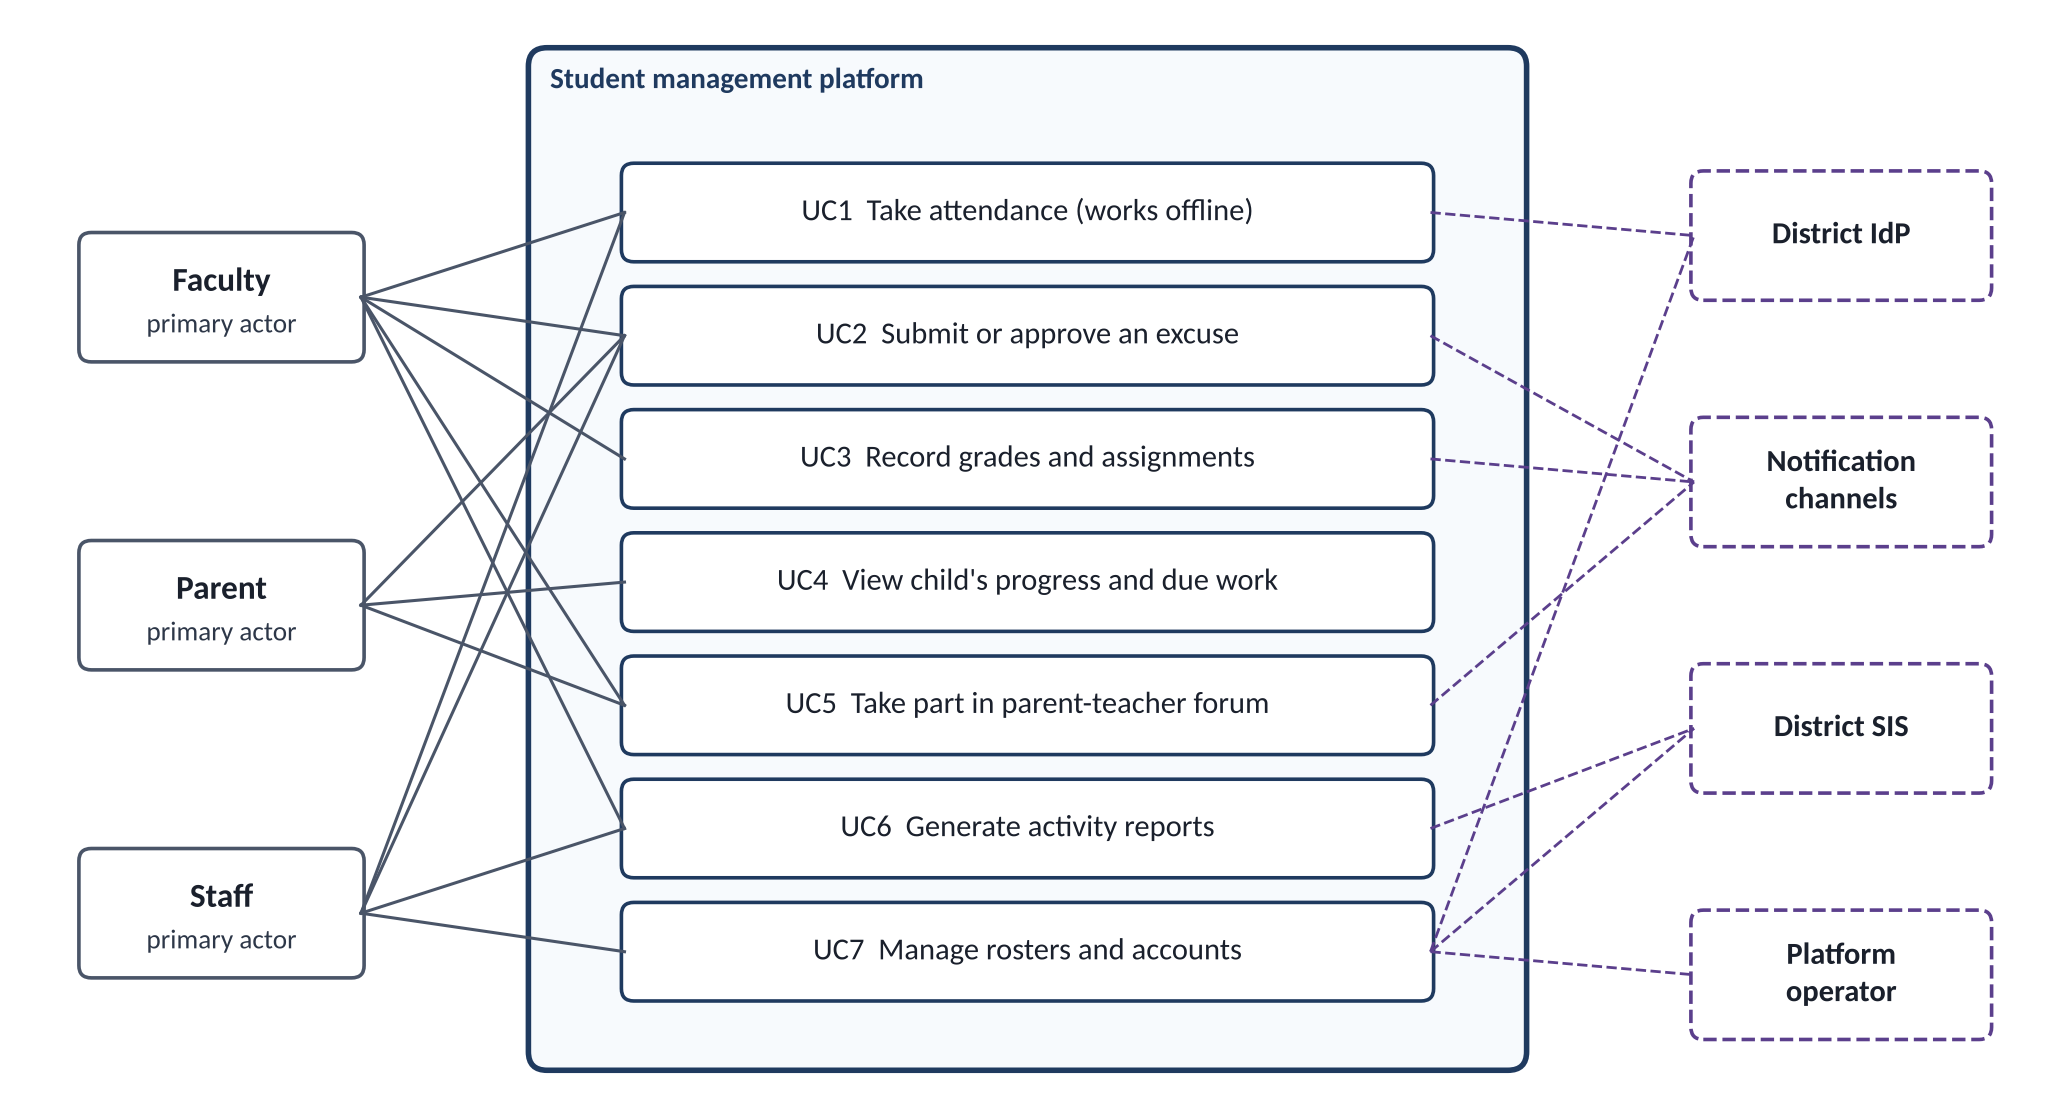 Student management platform
Faculty
primary actor
Parent
primary actor
Staff
primary actor
UC1 Take attendance (works offline)
UC2 Submit or approve an excuse
UC3 Record grades and assignments
UC4 View child's progress and due work
UC5 Take part in parent-teacher forum
UC6 Generate activity reports
UC7 Manage rosters and accounts
District IdP
Notification
channels
District SIS
Platform
operator